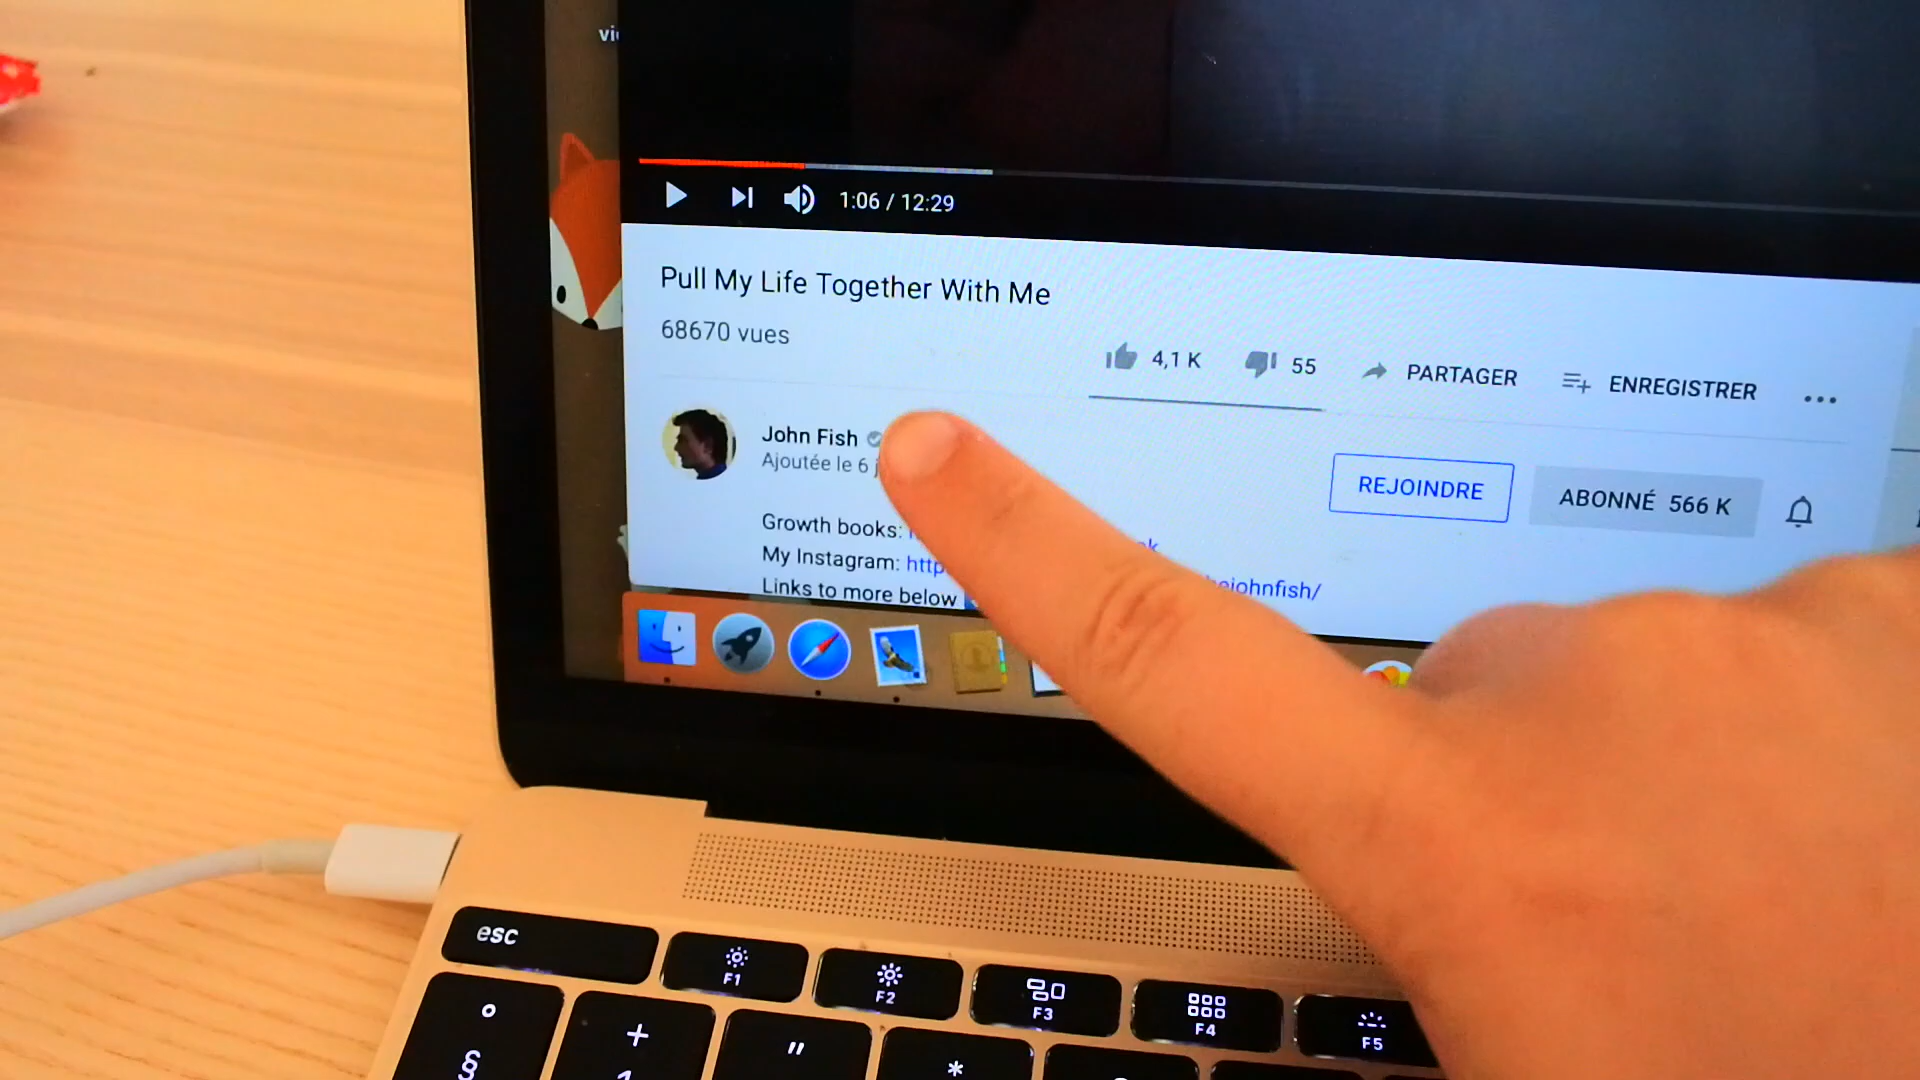 1:06 / 12:29
Pull My Life Together With Me
68670 vues
4,1 K 55 PARTAGER ENREGISTRER
John Fish
Ajoutée le 6
REJOINDRE ABONNÉ 566 K
Growth books:
My Instagram: http johnfish/
Links to more below
esc
F1 F2 F3 F4 F5
° + " *
§